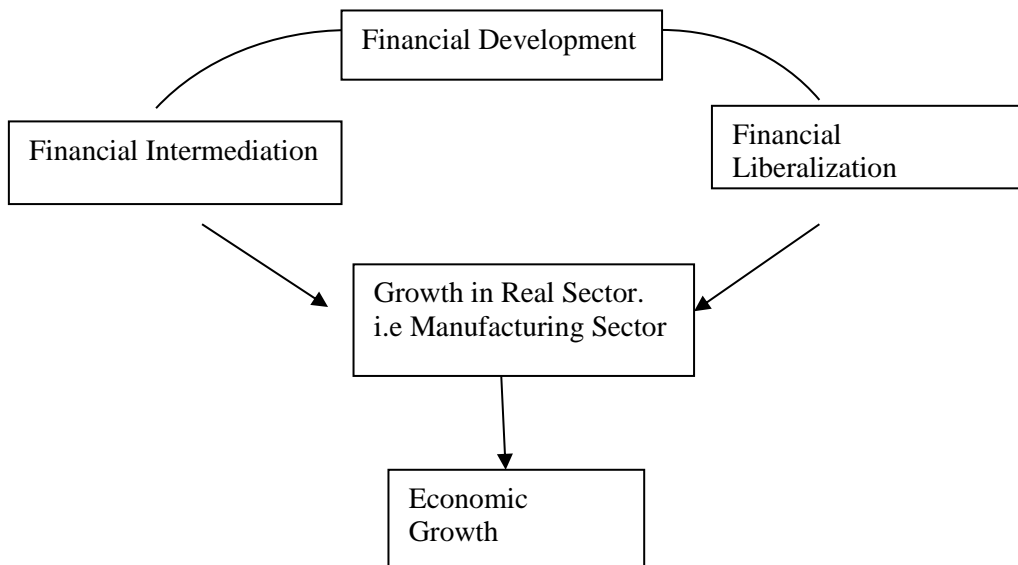 Financial Development
Financial Intermediation
Financial
Liberalization
Growth in Real Sector.
i.e Manufacturing Sector
Economic
Growth